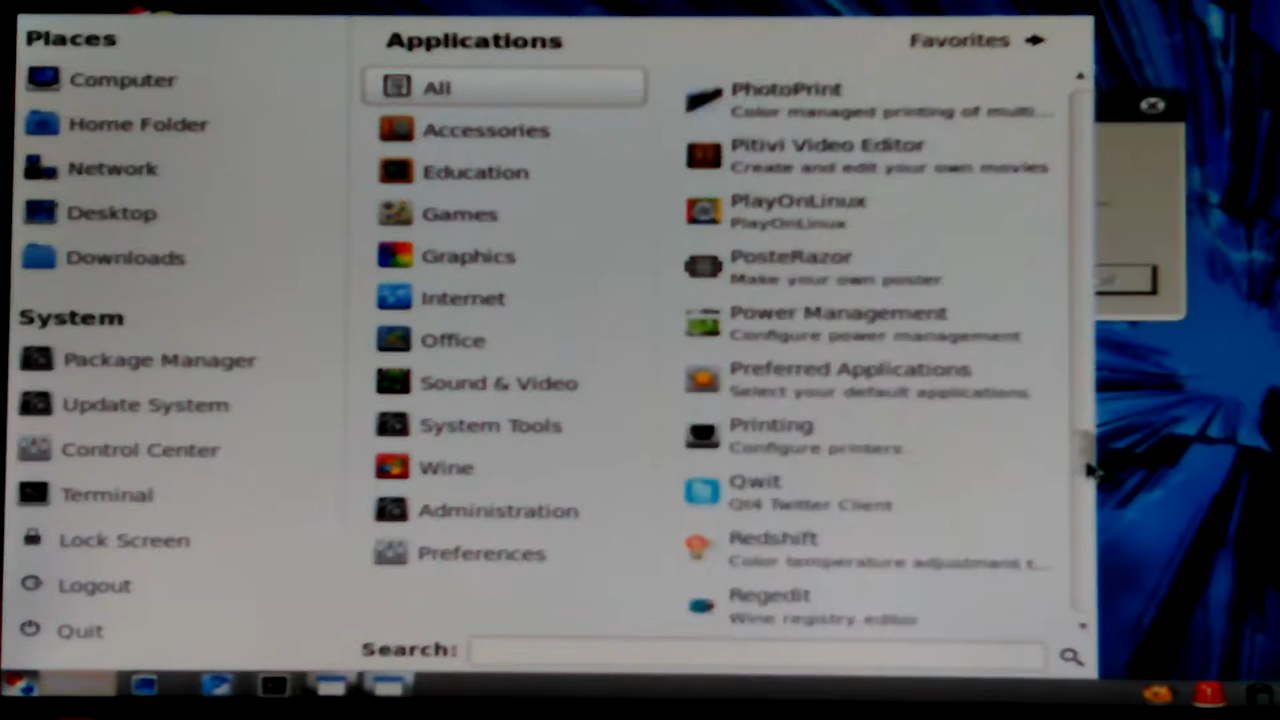 Places
Computer
Home Folder
Network
Desktop
Downloads
System
Package Manager
Update System
Control Center
Terminal
Lock Screen
Logout
Quit
Applications
Favorites
All
Accessories
Education
Games
Graphics
Internet
Office
Sound & Video
System Tools
Wine
Administration
Preferences
PhotoPrint
Color managed printing of multi...
Pitivi Video Editor
Create and edit your own movies
PlayOnLinux
PlayOnLinux
PosteRazor
Make your own poster
Power Management
Configure power management
Preferred Applications
Select your default applications
Printing
Configure printers
Qwit
Qt4 Twitter Client
Redshift
Color temperature adjustment t...
Regedit
Wine registry editor
Search: